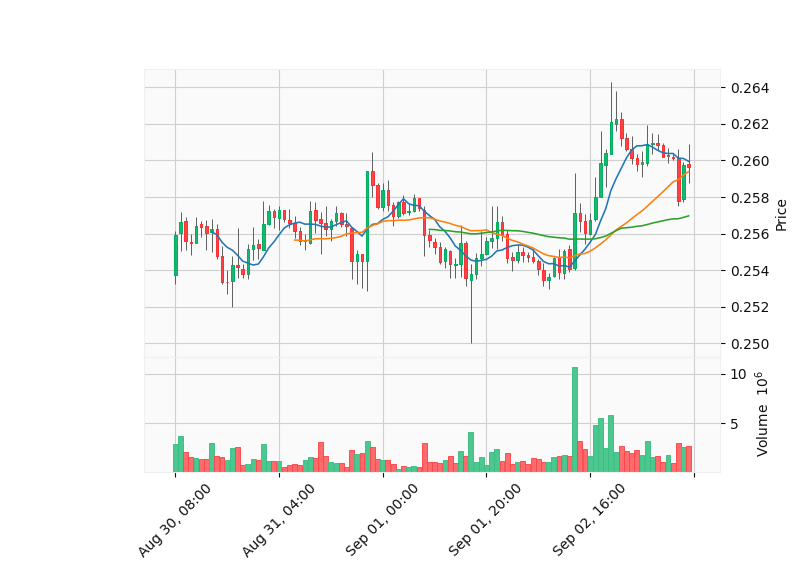 0.264
0.262
0.260
0.258
0.256
0.254
0.252
0.250
Price
10
5
Volume 10^6
Aug 30, 08:00
Aug 31, 04:00
Sep 01, 00:00
Sep 01, 20:00
Sep 02, 16:00